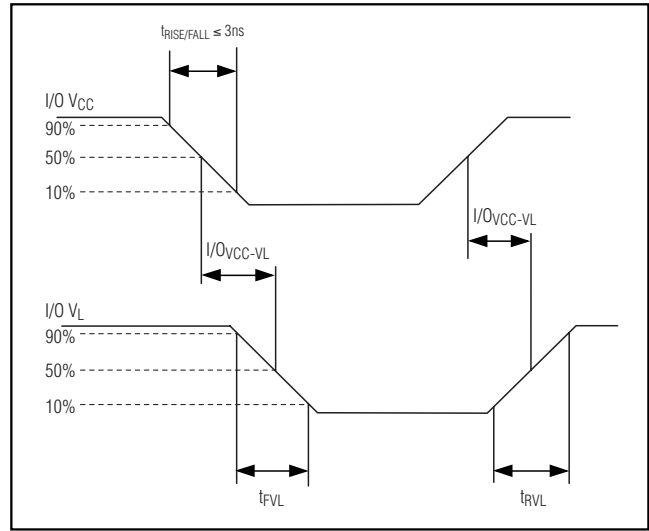 tRISE/FALL ≤ 3ns
I/O VCC
90%
50%
10%
I/OVCC-VL
I/OVCC-VL
I/O VL
90%
50%
10%
tFVL
tRVL